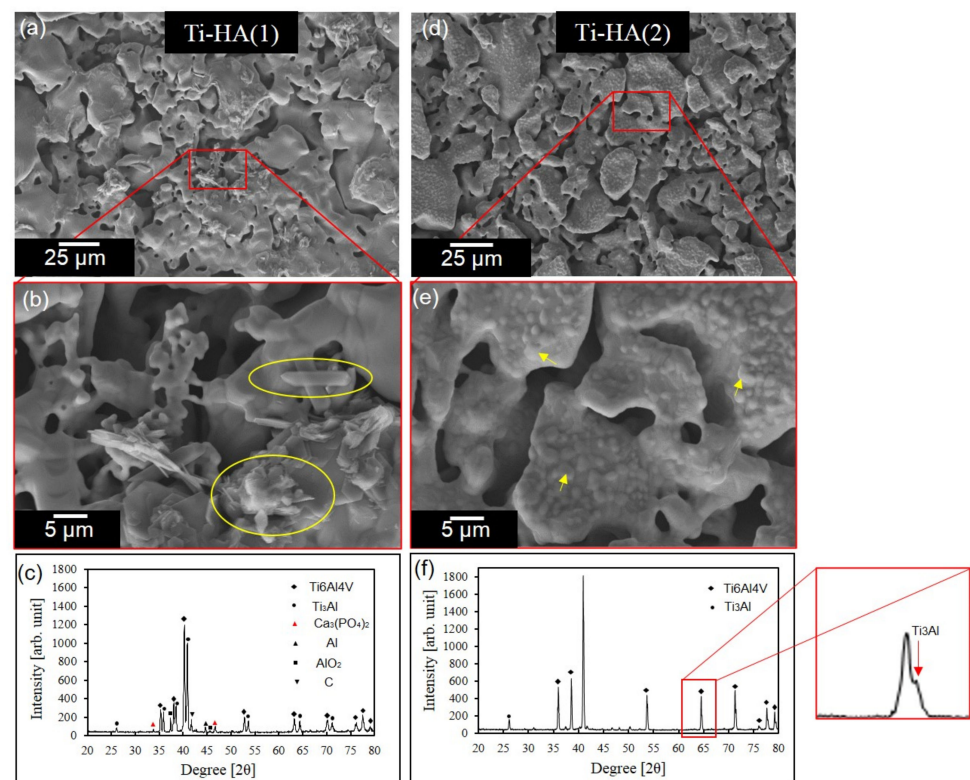 (a)
Ti-HA(1)
25 µm
(d)
Ti-HA(2)
25 µm
(b)
5 µm
(e)
5 µm
(c)
1800
1600
1400
1200
1000
800
600
400
200
0
Intensity [arb. unit]
Ti6Al4V
Ti₃Al
Ca₃(PO₄)₂
Al
AlO₂
C
20 25 30 35 40 45 50 55 60 65 70 75 80
Degree [2θ]
(f)
1800
1600
1400
1200
1000
800
600
400
200
0
Intensity [arb. unit]
Ti6Al4V
Ti3Al
20 25 30 35 40 45 50 55 60 65 70 75 80
Degree [2θ]
Ti3Al